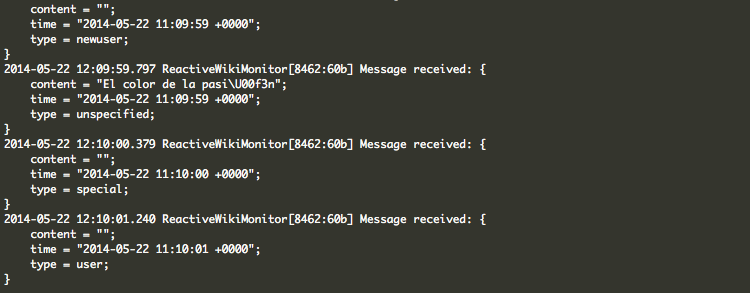 content = "";
time = "2014-05-22 11:09:59 +0000";
type = newuser;
}
2014-05-22 12:09:59.797 ReactiveWikiMonitor[8462:60b] Message received: {
content = "El color de la pasi\U00f3n";
time = "2014-05-22 11:09:59 +0000";
type = unspecified;
}
2014-05-22 12:10:00.379 ReactiveWikiMonitor[8462:60b] Message received: {
content = "";
time = "2014-05-22 11:10:00 +0000";
type = special;
}
2014-05-22 12:10:01.240 ReactiveWikiMonitor[8462:60b] Message received: {
content = "";
time = "2014-05-22 11:10:01 +0000";
type = user;
}